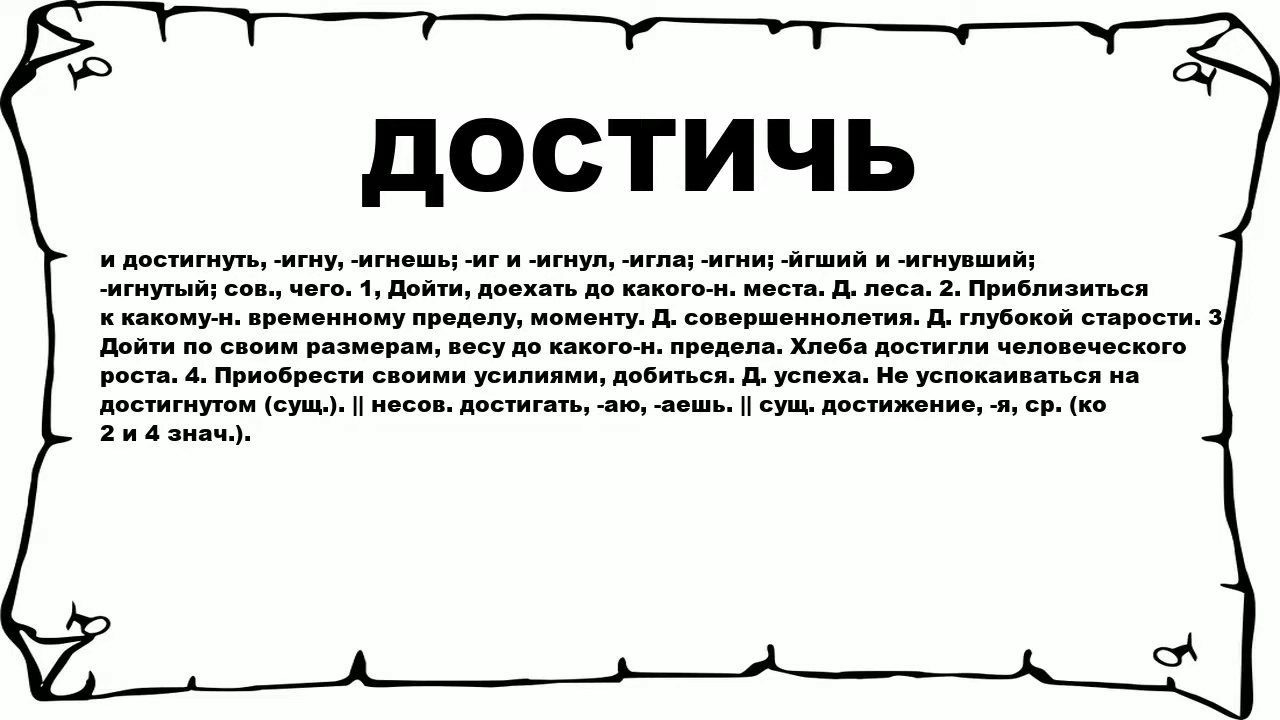 ДОСТИЧЬ
и достигнуть, -игну, -игнешь; -иг и -игнул, -игла; -игни; -йгший и -игнувший;
-игнутый; сов., чего. 1, Дойти, доехать до какого-н. места. Д. леса. 2. Приблизиться
к какому-н. временному пределу, моменту. Д. совершеннолетия. Д. глубокой старости. 3.
Дойти по своим размерам, весу до какого-н. предела. Хлеба достигли человеческого
роста. 4. Приобрести своими усилиями, добиться. Д. успеха. Не успокаиваться на
достигнутом (сущ.). || несов. достигать, -аю, -аешь. || сущ. достижение, -я, ср. (ко
2 и 4 знач.).